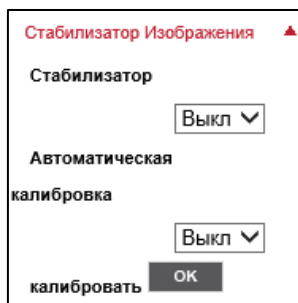 Стабилизатор Изображения
Стабилизатор
Выкл
Автоматическая
калибровка
Выкл
калибровать OK